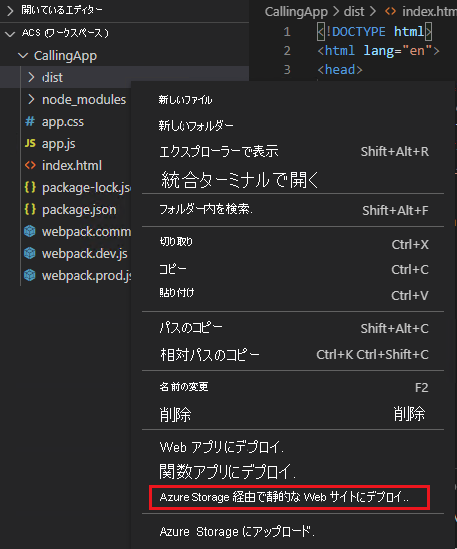 開いているエディター
ACS (ワークスペース)
CallingApp
dist
node_modules
app.css
app.js
index.html
package-lock.js
package.json
webpack.comm
webpack.dev.js
webpack.prod.js
CallingApp > dist > index.htm
1 <!DOCTYPE html>
2 <html lang="en">
3 <head>
新しいファイル
新しいフォルダー
エクスプローラーで表示 Shift+Alt+R
統合ターミナルで開く
フォルダー内を検索. Shift+Alt+F
切り取り Ctrl+X
コピー Ctrl+C
貼り付け Ctrl+V
パスのコピー Shift+Alt+C
相対パスのコピー Ctrl+K Ctrl+Shift+C
名前の変更 F2
削除 削除
Web アプリにデプロイ.
関数アプリにデプロイ.
Azure Storage 経由で静的な Web サイトにデプロイ..
Azure Storage にアップロード.